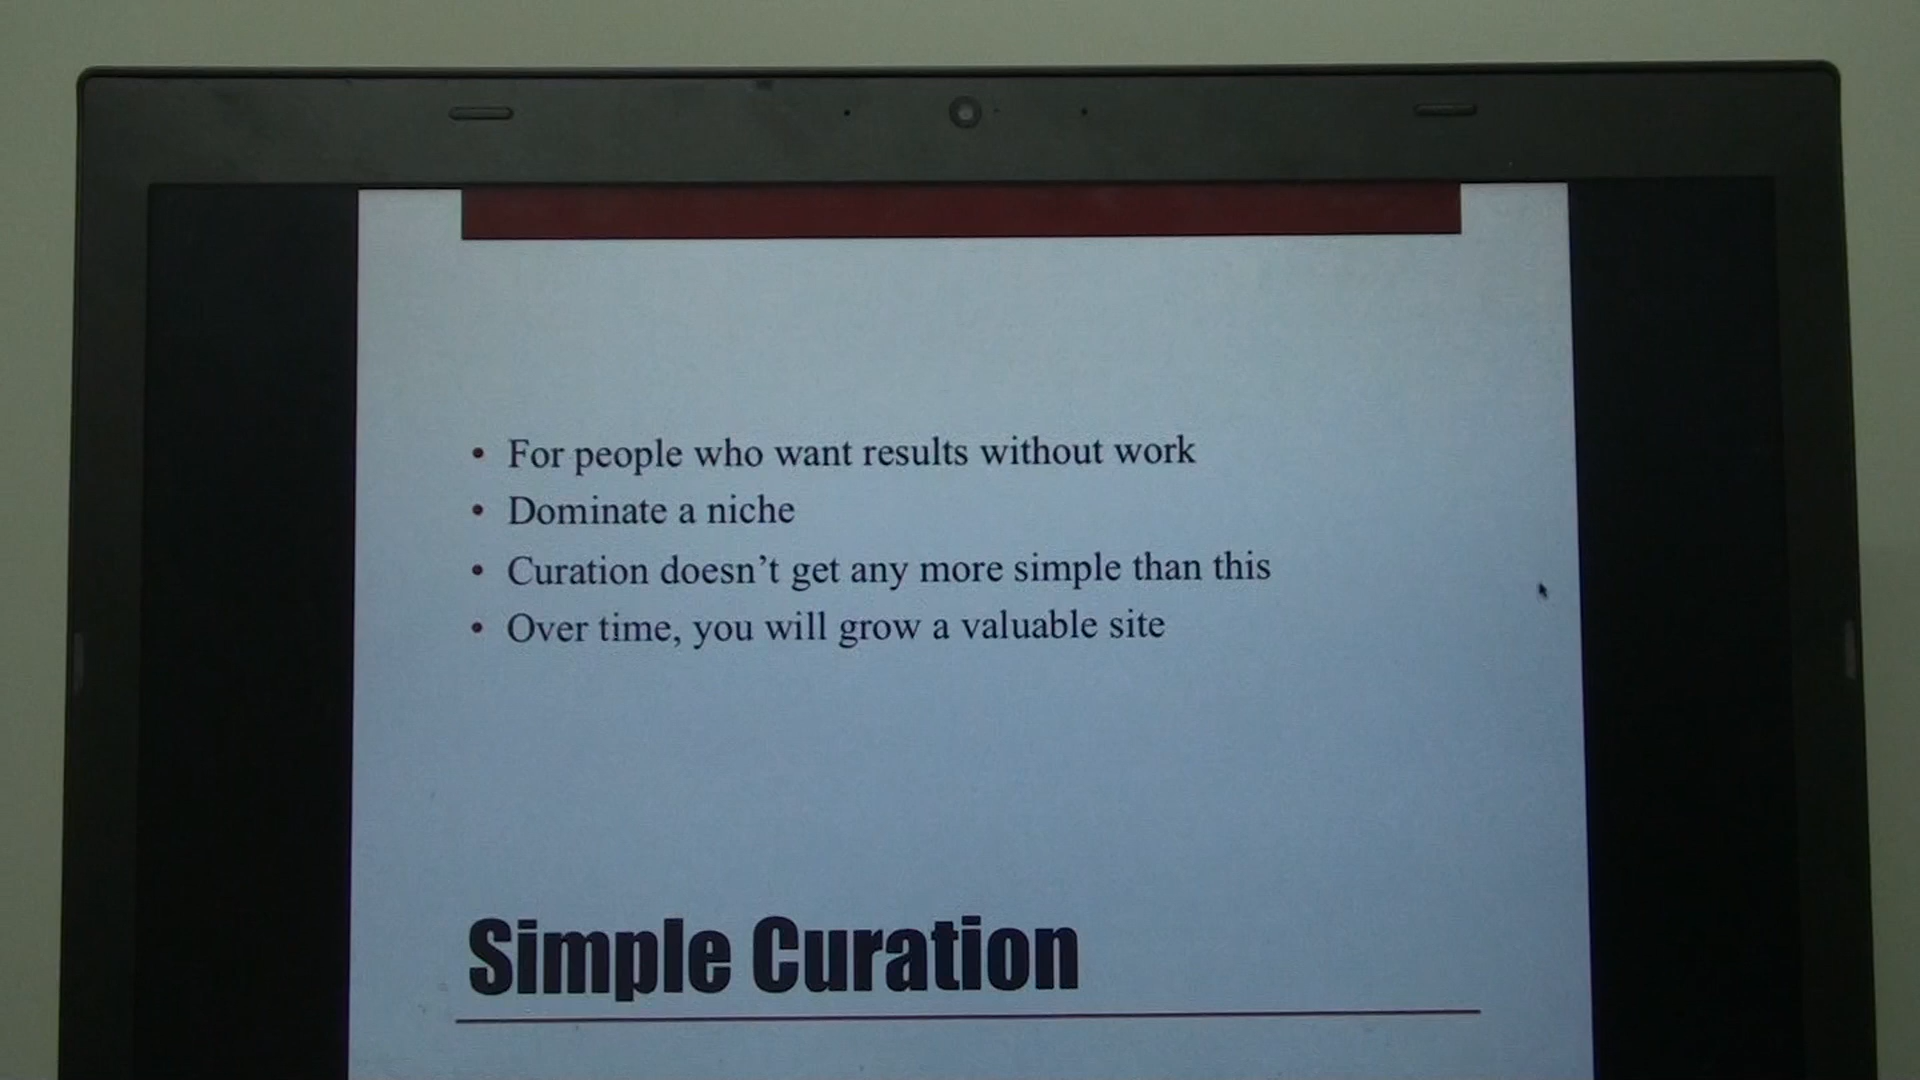 • For people who want results without work
• Dominate a niche
• Curation doesn’t get any more simple than this
• Over time, you will grow a valuable site
Simple Curation